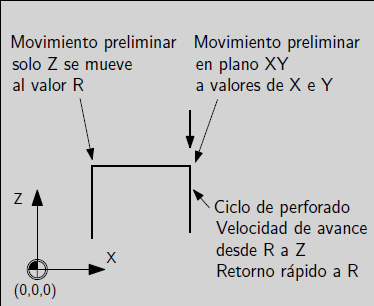 Movimiento preliminar
solo Z se mueve
al valor R
Movimiento preliminar
en plano XY
a valores de X e Y
Ciclo de perforado
Velocidad de avance
desde R a Z
Retorno rápido a R
Z
X
(0,0,0)